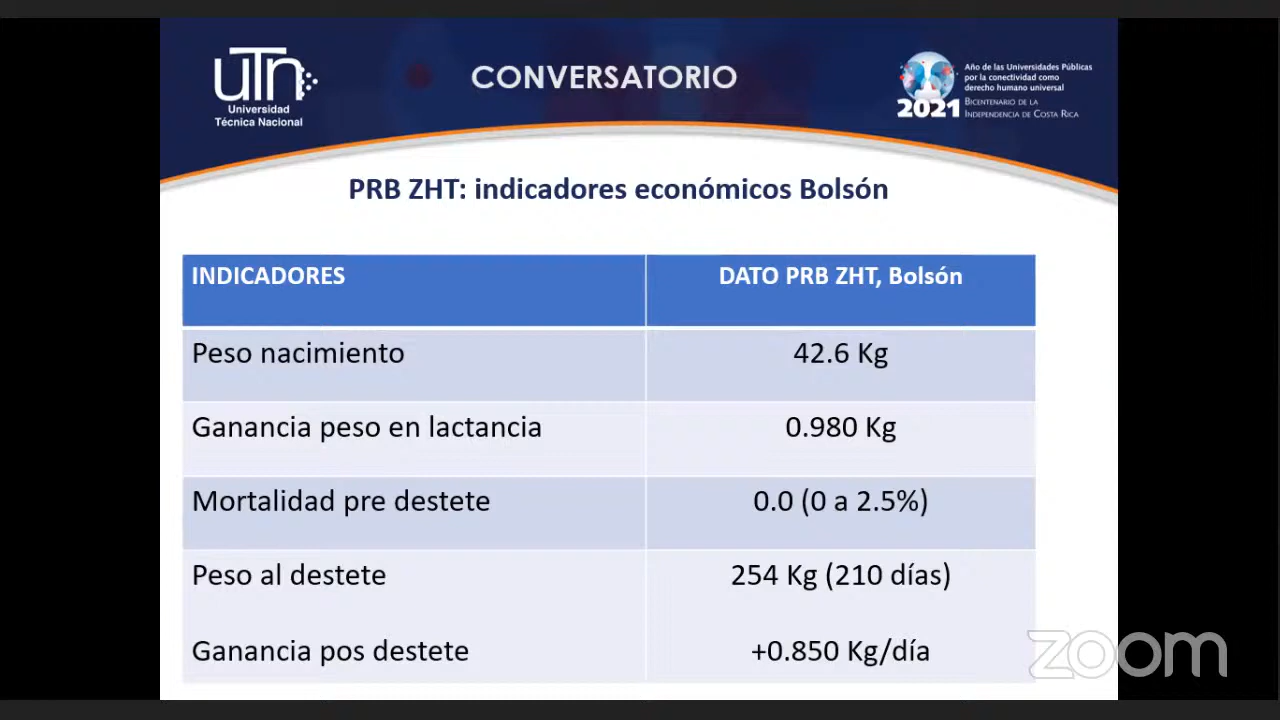 uTn
Universidad
Técnica Nacional
CONVERSATORIO
2021
Año de las Universidades Públicas
por la conectividad como
derecho humano universal
Bicentenario de la
Independencia de Costa Rica
PRB ZHT: indicadores económicos Bolsón
INDICADORES DATO PRB ZHT, Bolsón
Peso nacimiento 42.6 Kg
Ganancia peso en lactancia 0.980 Kg
Mortalidad pre destete 0.0 (0 a 2.5%)
Peso al destete 254 Kg (210 días)
Ganancia pos destete +0.850 Kg/día
zoom